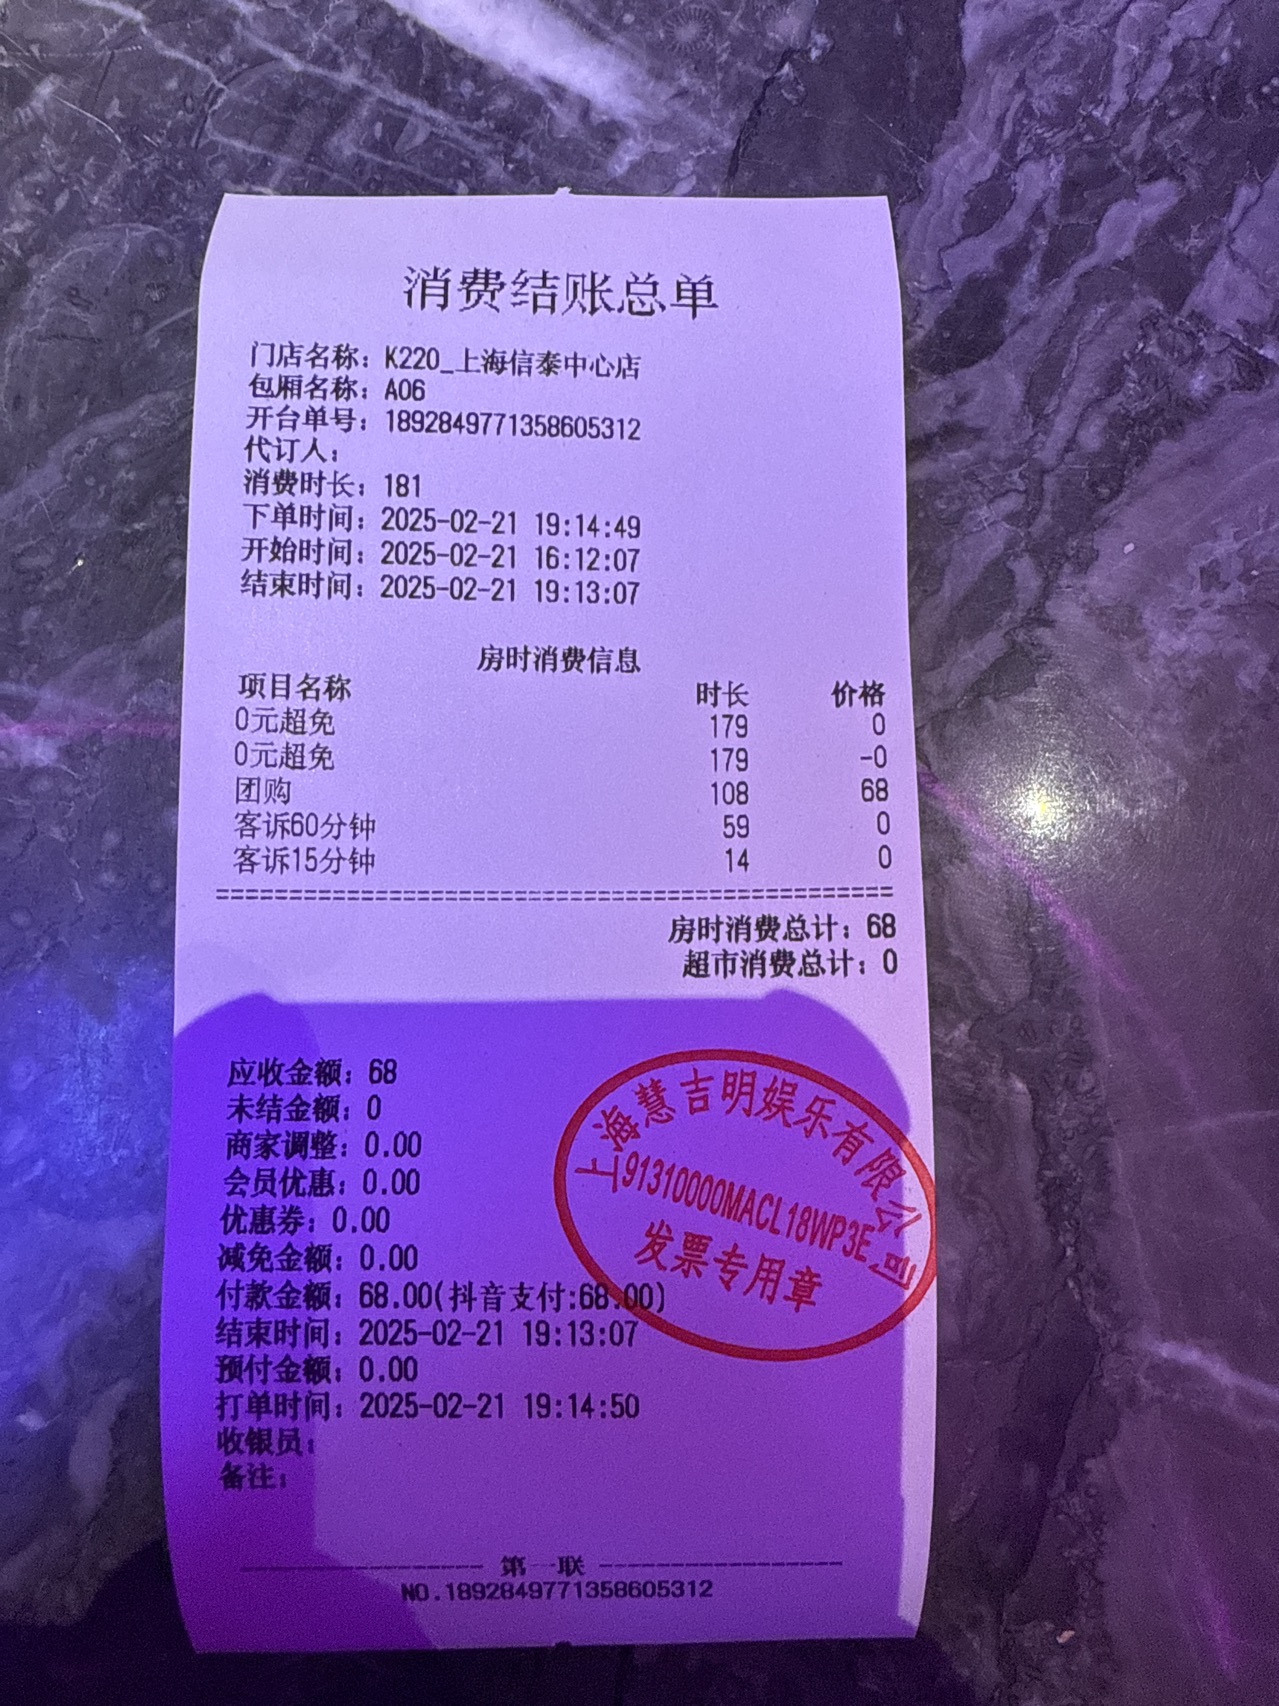 消费结账总单
门店名称：K220_上海信泰中心店
包厢名称：A06
开台单号：1892849771358605312
代订人：
消费时长：181
下单时间：2025-02-21 19:14:49
开始时间：2025-02-21 16:12:07
结束时间：2025-02-21 19:13:07
房时消费信息
项目名称 时长 价格
0元超免 179 0
0元超免 179 -0
团购 108 68
客诉60分钟 59 0
客诉15分钟 14 0
房时消费总计：68
超市消费总计：0
应收金额：68
未结金额：0
商家调整：0.00
会员优惠：0.00
优惠券：0.00
减免金额：0.00
付款金额：68.00(抖音支付:68.00)
结束时间：2025-02-21 19:13:07
预付金额：0.00
打单时间：2025-02-21 19:14:50
收银员：
备注：
上海慧吉明娱乐有限公司
91310000MACL18WP3E
发票专用章
第一联
NO.1892849771358605312